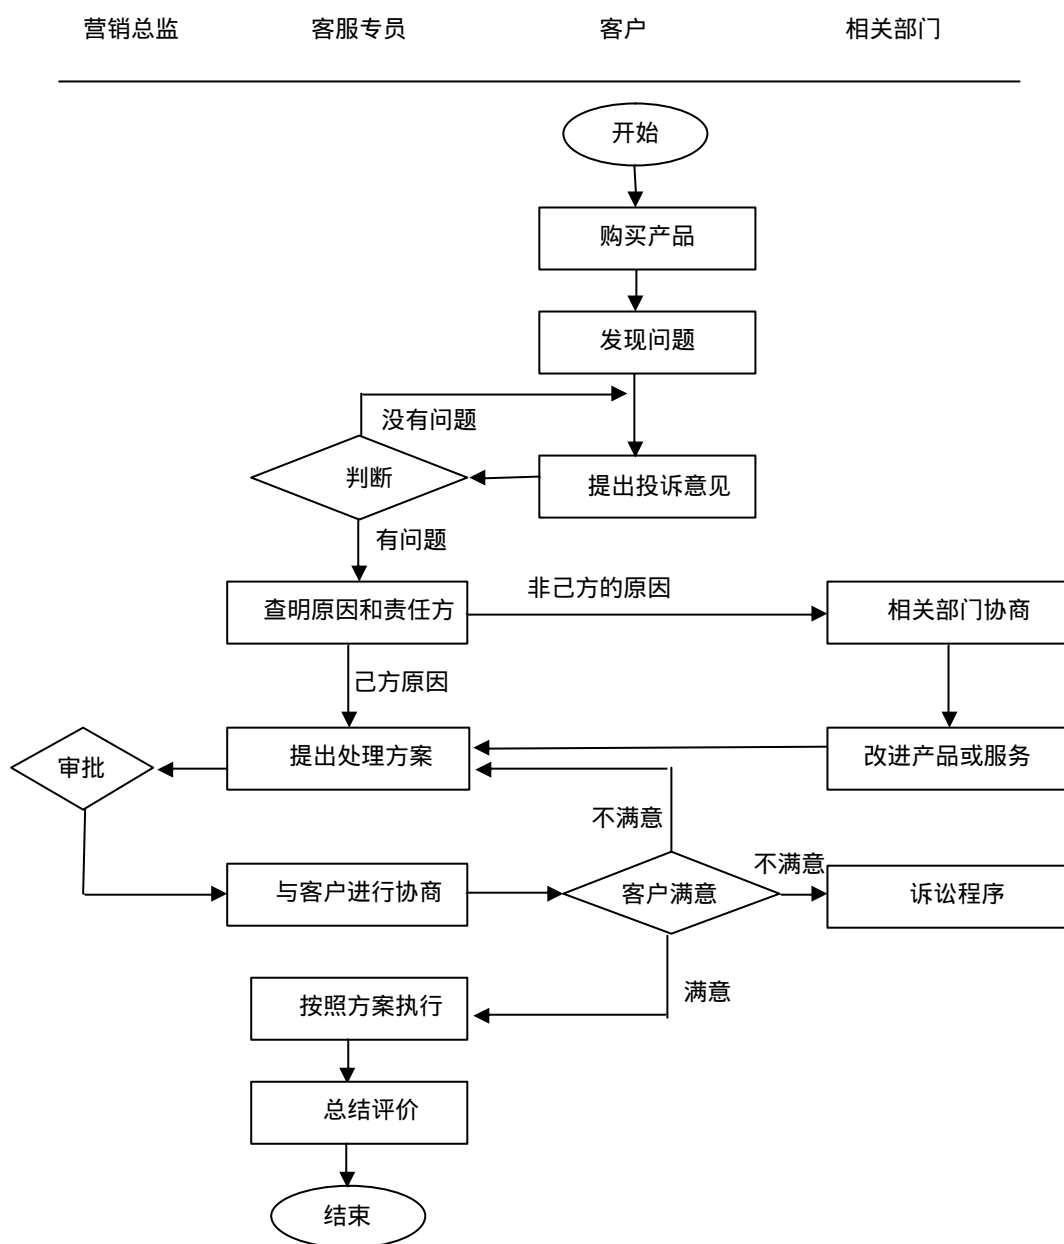 营销总监 客服专员 客户 相关部门
开始
购买产品
发现问题
没有问题
判断
提出投诉意见
有问题
非己方的原因
查明原因和责任方
相关部门协商
己方原因
提出处理方案
改进产品或服务
审批
不满意
不满意
与客户进行协商
客户满意
诉讼程序
满意
按照方案执行
总结评价
结束